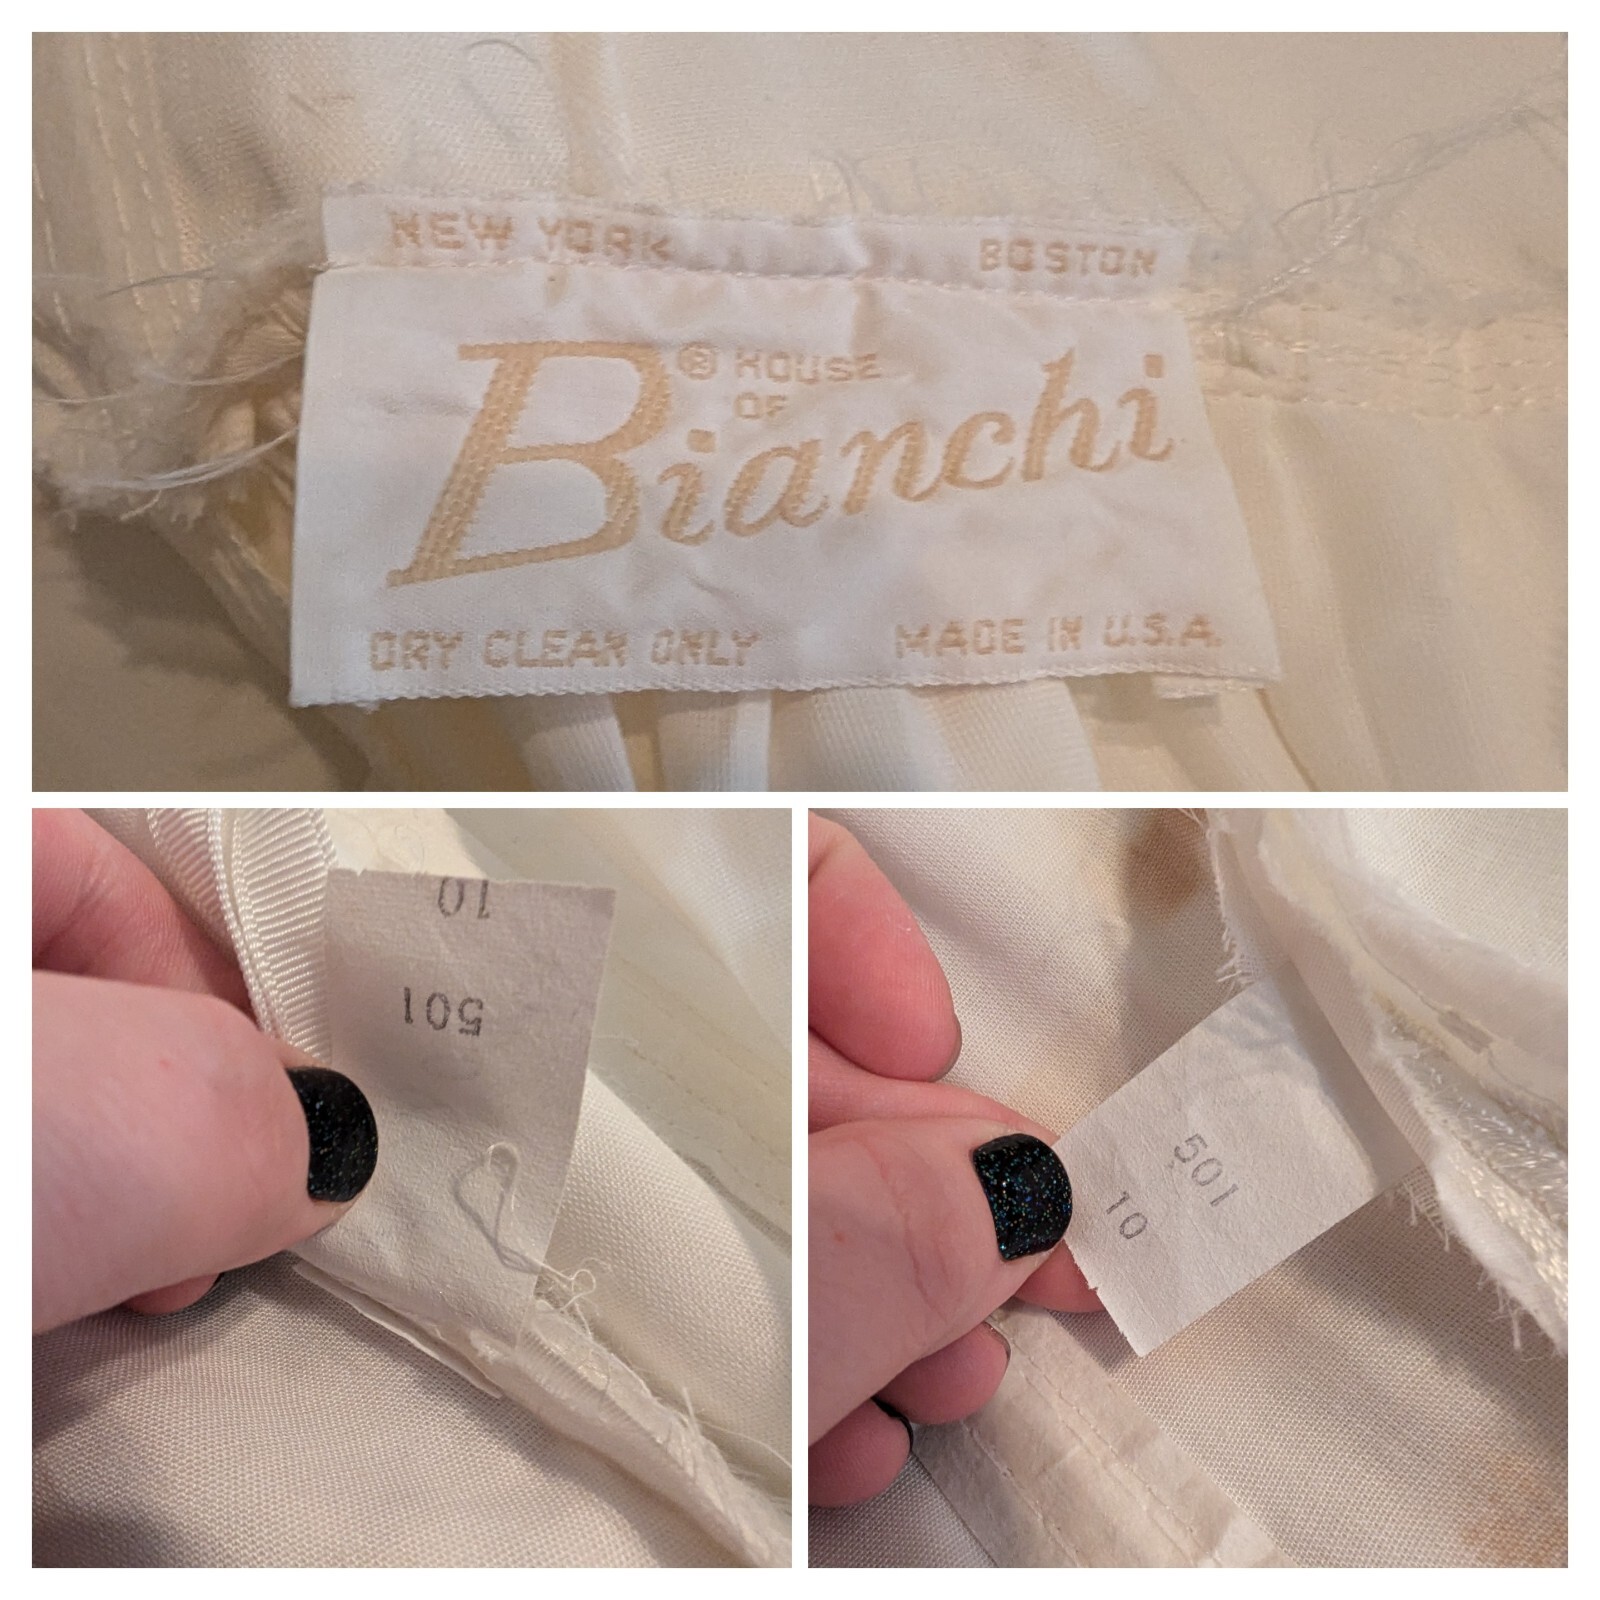 NEW YORK BOSTON
® HOUSE
OF
Bianchi
DRY CLEAN ONLY MADE IN U.S.A.
10
501
501
10